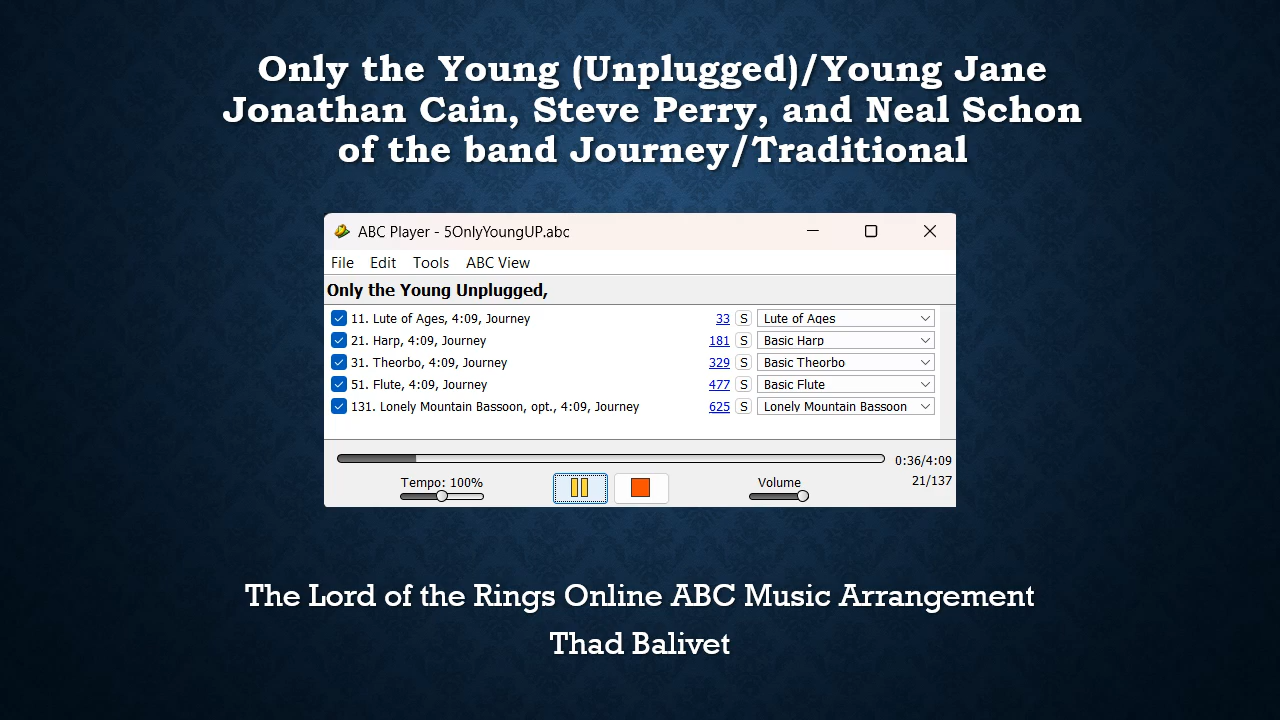 Only the Young (Unplugged)/Young Jane
Jonathan Cain, Steve Perry, and Neal Schon
of the band Journey/Traditional
ABC Player - 5OnlyYoungUP.abc
File Edit Tools ABC View
Only the Young Unplugged,
11. Lute of Ages, 4:09, Journey 33 S Lute of Ages
21. Harp, 4:09, Journey 181 S Basic Harp
31. Theorbo, 4:09, Journey 329 S Basic Theorbo
51. Flute, 4:09, Journey 477 S Basic Flute
131. Lonely Mountain Bassoon, opt., 4:09, Journey 625 S Lonely Mountain Bassoon
0:36/4:09
Tempo: 100% Volume 21/137
The Lord of the Rings Online ABC Music Arrangement
Thad Balivet